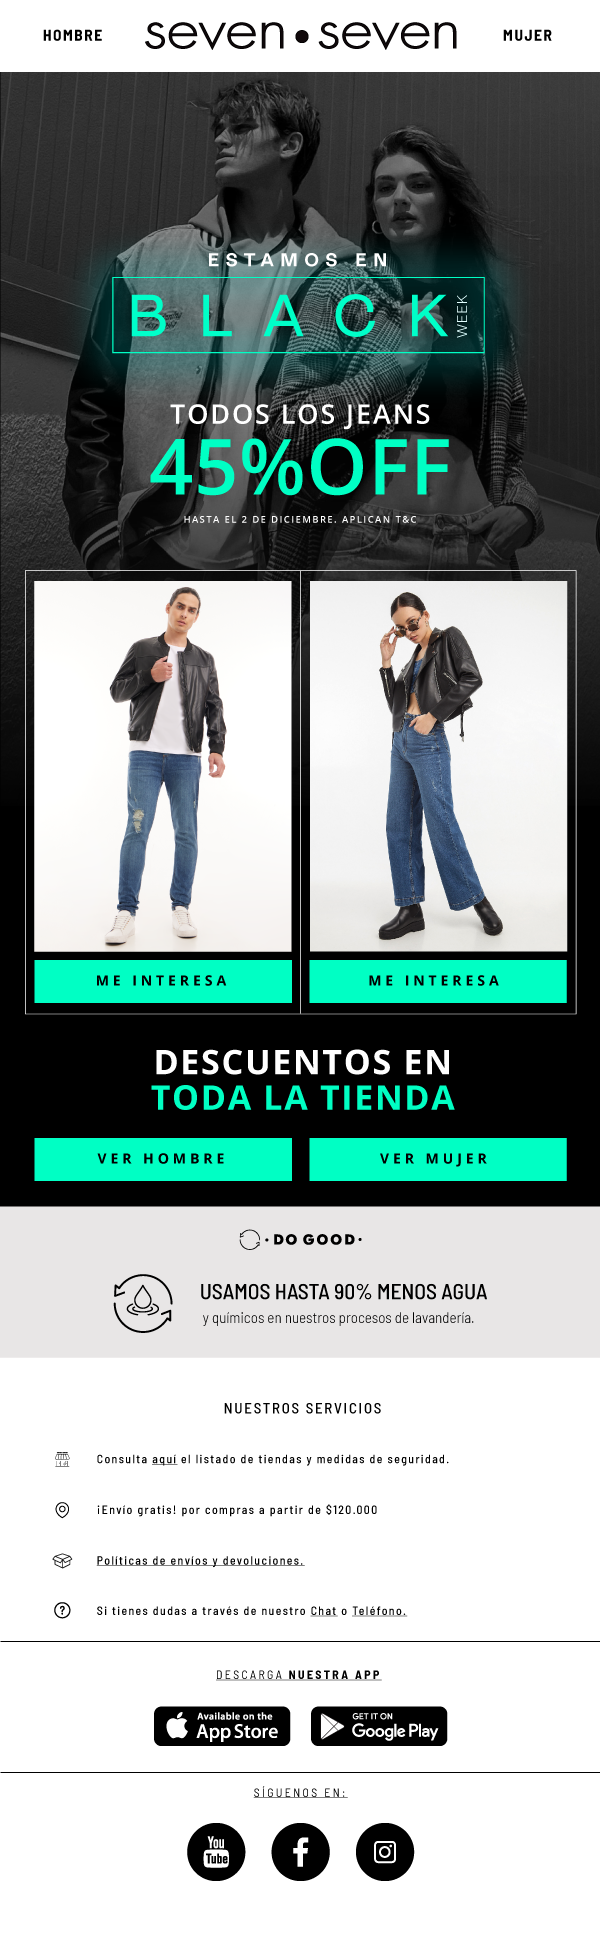 HOMBRE
seven•seven
MUJER
ESTAMOS EN
BLACK
WEEK
TODOS LOS JEANS
45%OFF
HASTA EL 2 DE DICIEMBRE. APLICAN T&C
ME INTERESA
ME INTERESA
DESCUENTOS EN
TODA LA TIENDA
VER HOMBRE
VER MUJER
•DO GOOD•
USAMOS HASTA 90% MENOS AGUA
y químicos en nuestros procesos de lavandería.
NUESTROS SERVICIOS
Consulta aquí el listado de tiendas y medidas de seguridad.
¡Envío gratis! por compras a partir de $120.000
Políticas de envíos y devoluciones.
Si tienes dudas a través de nuestro Chat o Teléfono.
DESCARGA NUESTRA APP
Available on the
App Store
GET IT ON
Google Play
SÍGUENOS EN:
You
Tube